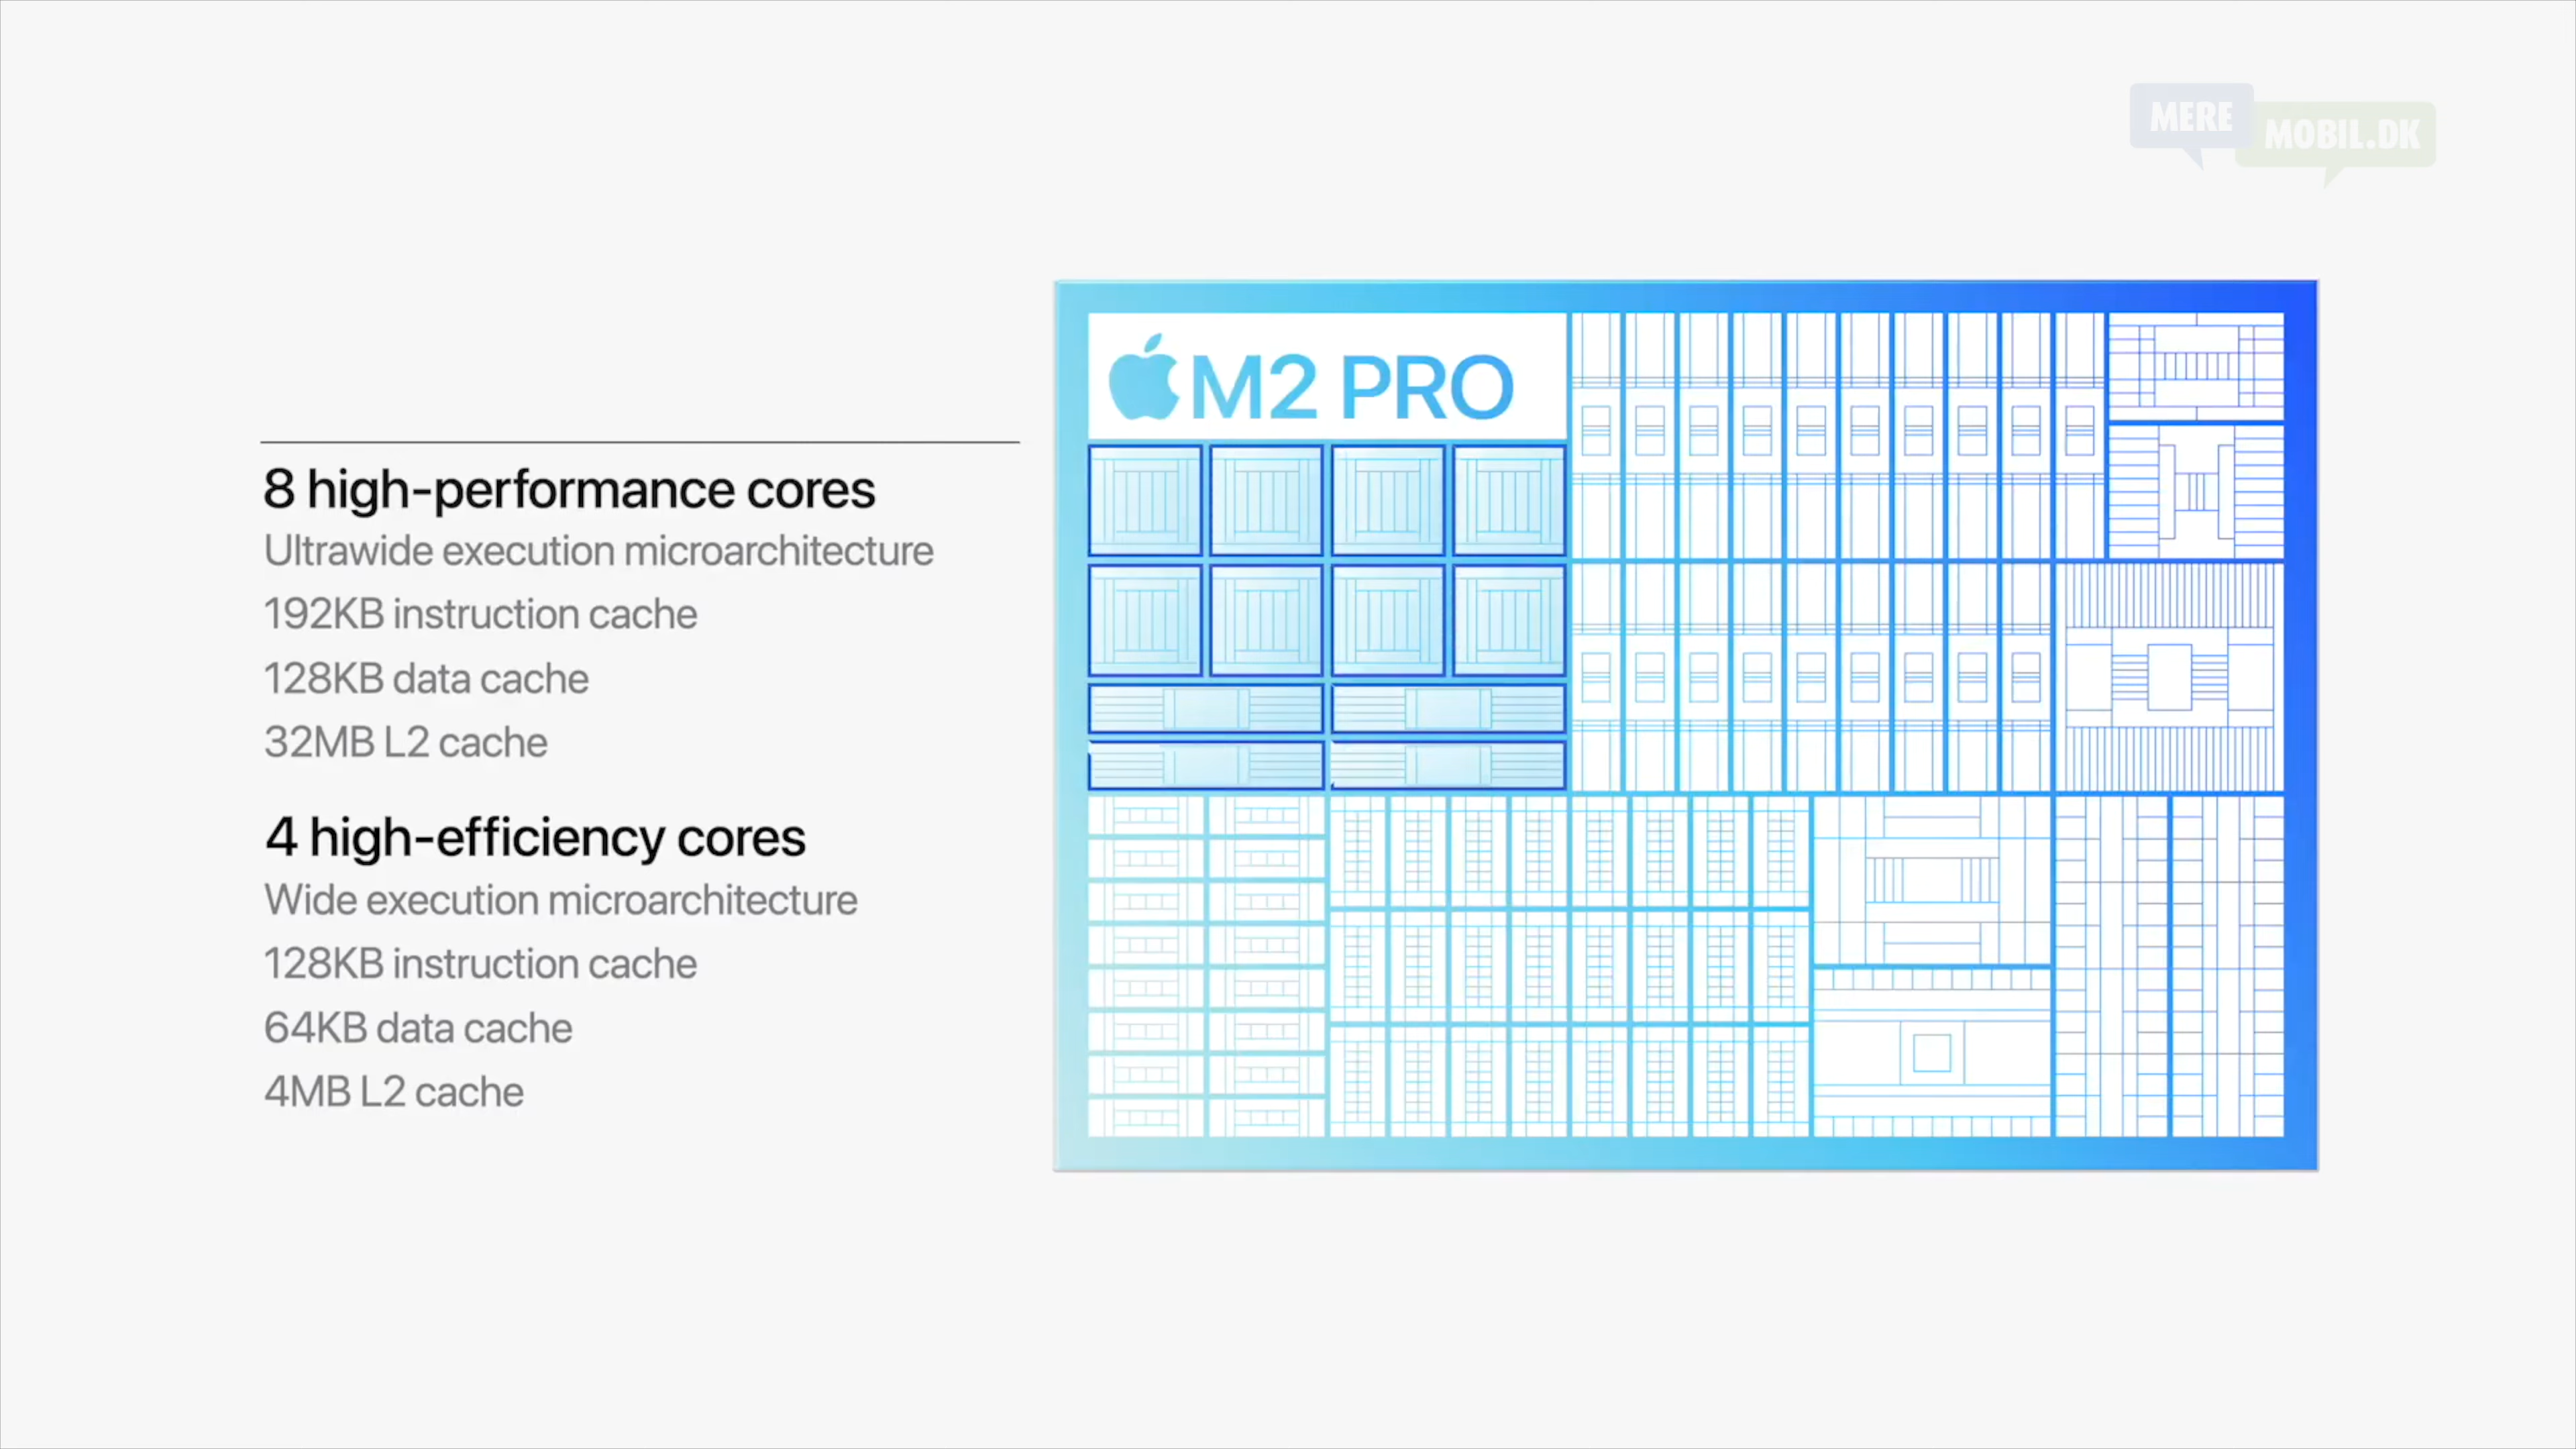 MERE
MOBIL.DK
M2 PRO
8 high-performance cores
Ultrawide execution microarchitecture
192KB instruction cache
128KB data cache
32MB L2 cache
4 high-efficiency cores
Wide execution microarchitecture
128KB instruction cache
64KB data cache
4MB L2 cache